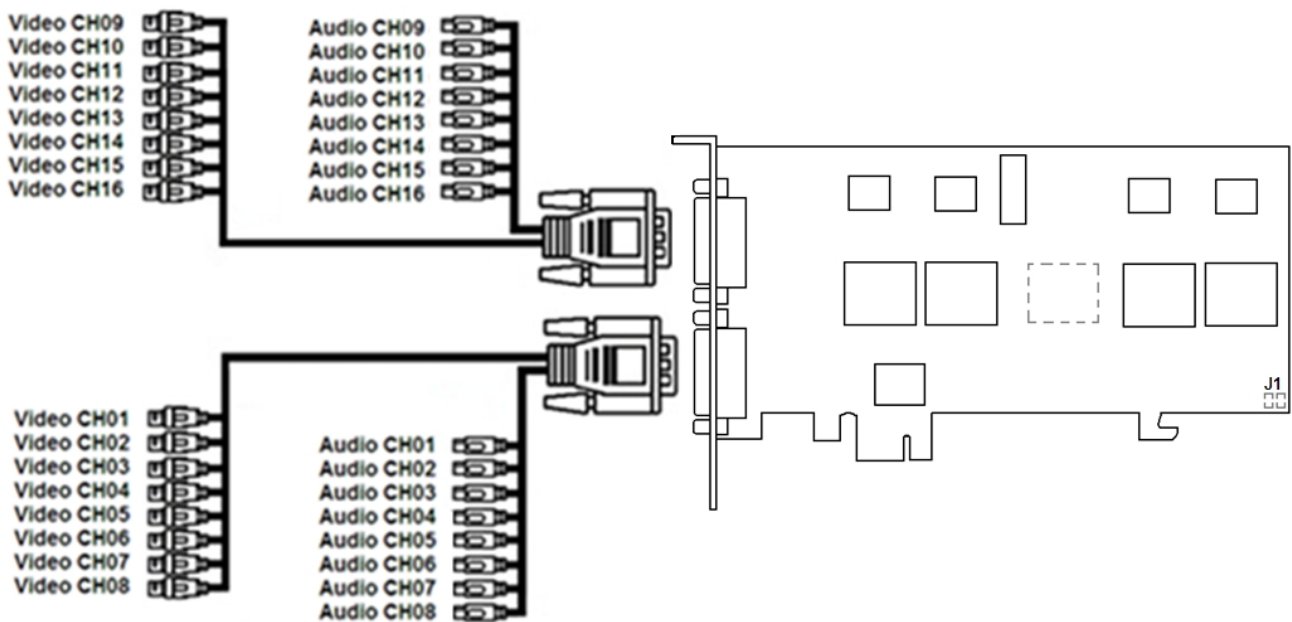 Video CH09
Video CH10
Video CH11
Video CH12
Video CH13
Video CH14
Video CH15
Video CH16
Audio CH09
Audio CH10
Audio CH11
Audio CH12
Audio CH13
Audio CH14
Audio CH15
Audio CH16
J1
Video CH01
Video CH02
Video CH03
Video CH04
Video CH05
Video CH06
Video CH07
Video CH08
Audio CH01
Audio CH02
Audio CH03
Audio CH04
Audio CH05
Audio CH06
Audio CH07
Audio CH08